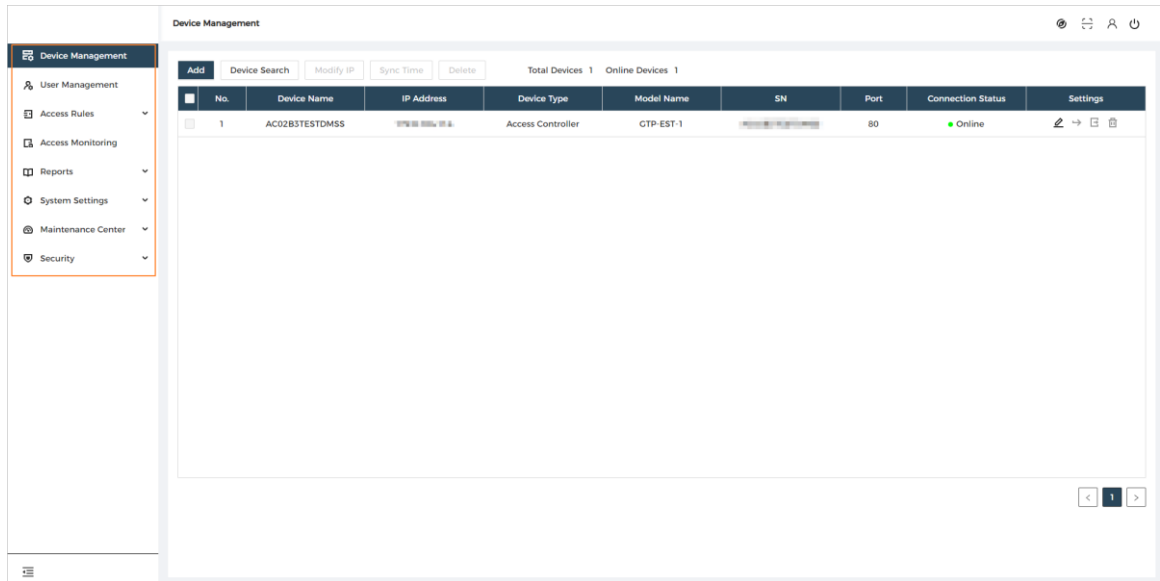 Device Management
Device Management
User Management
Access Rules
Access Monitoring
Reports
System Settings
Maintenance Center
Security
Add Device Search Modify IP Sync Time Delete Total Devices 1 Online Devices 1
No. Device Name IP Address Device Type Model Name SN Port Connection Status Settings
1 AC02B3TESTDMSS Access Controller GTP-EST-1 80 Online
< 1 >